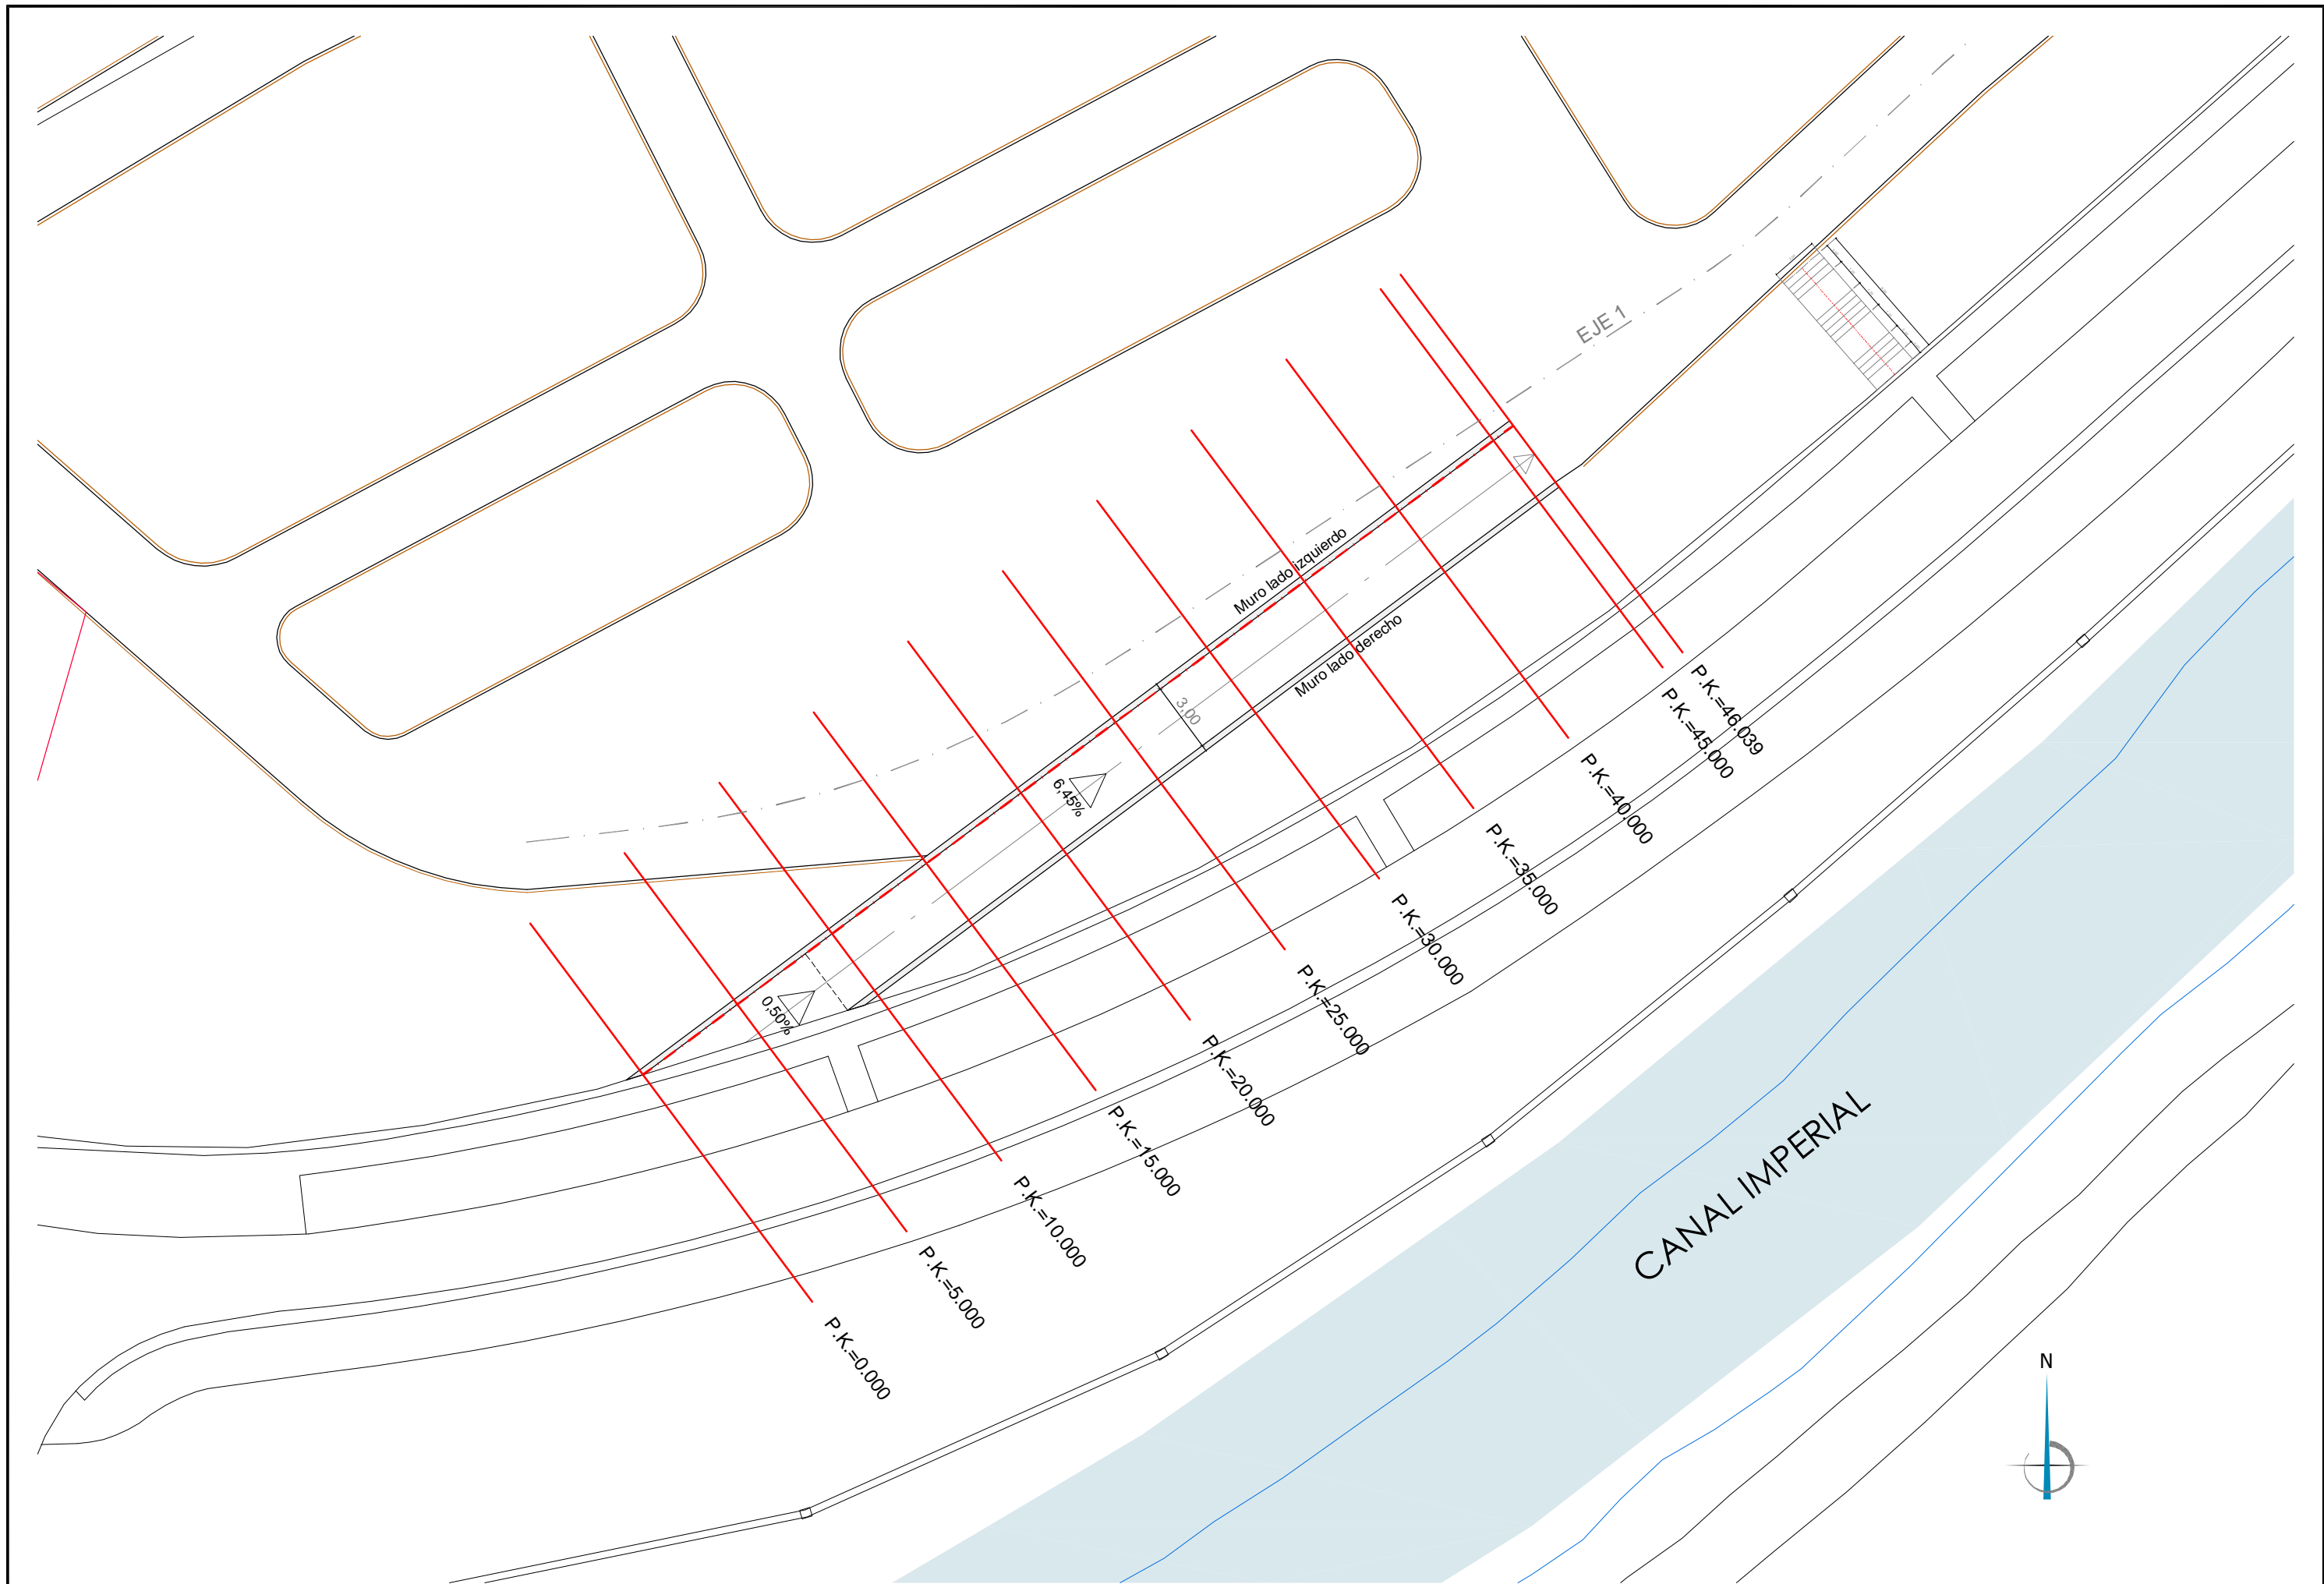 EJE 1
Muro lado izquierdo
Muro lado derecho
3,00
6,45%
0,50%
P.K.=46.039
P.K.=45.000
P.K.=40.000
P.K.=35.000
P.K.=30.000
P.K.=25.000
P.K.=20.000
P.K.=15.000
P.K.=10.000
P.K.=5.000
P.K.=0.000
CANAL IMPERIAL
N